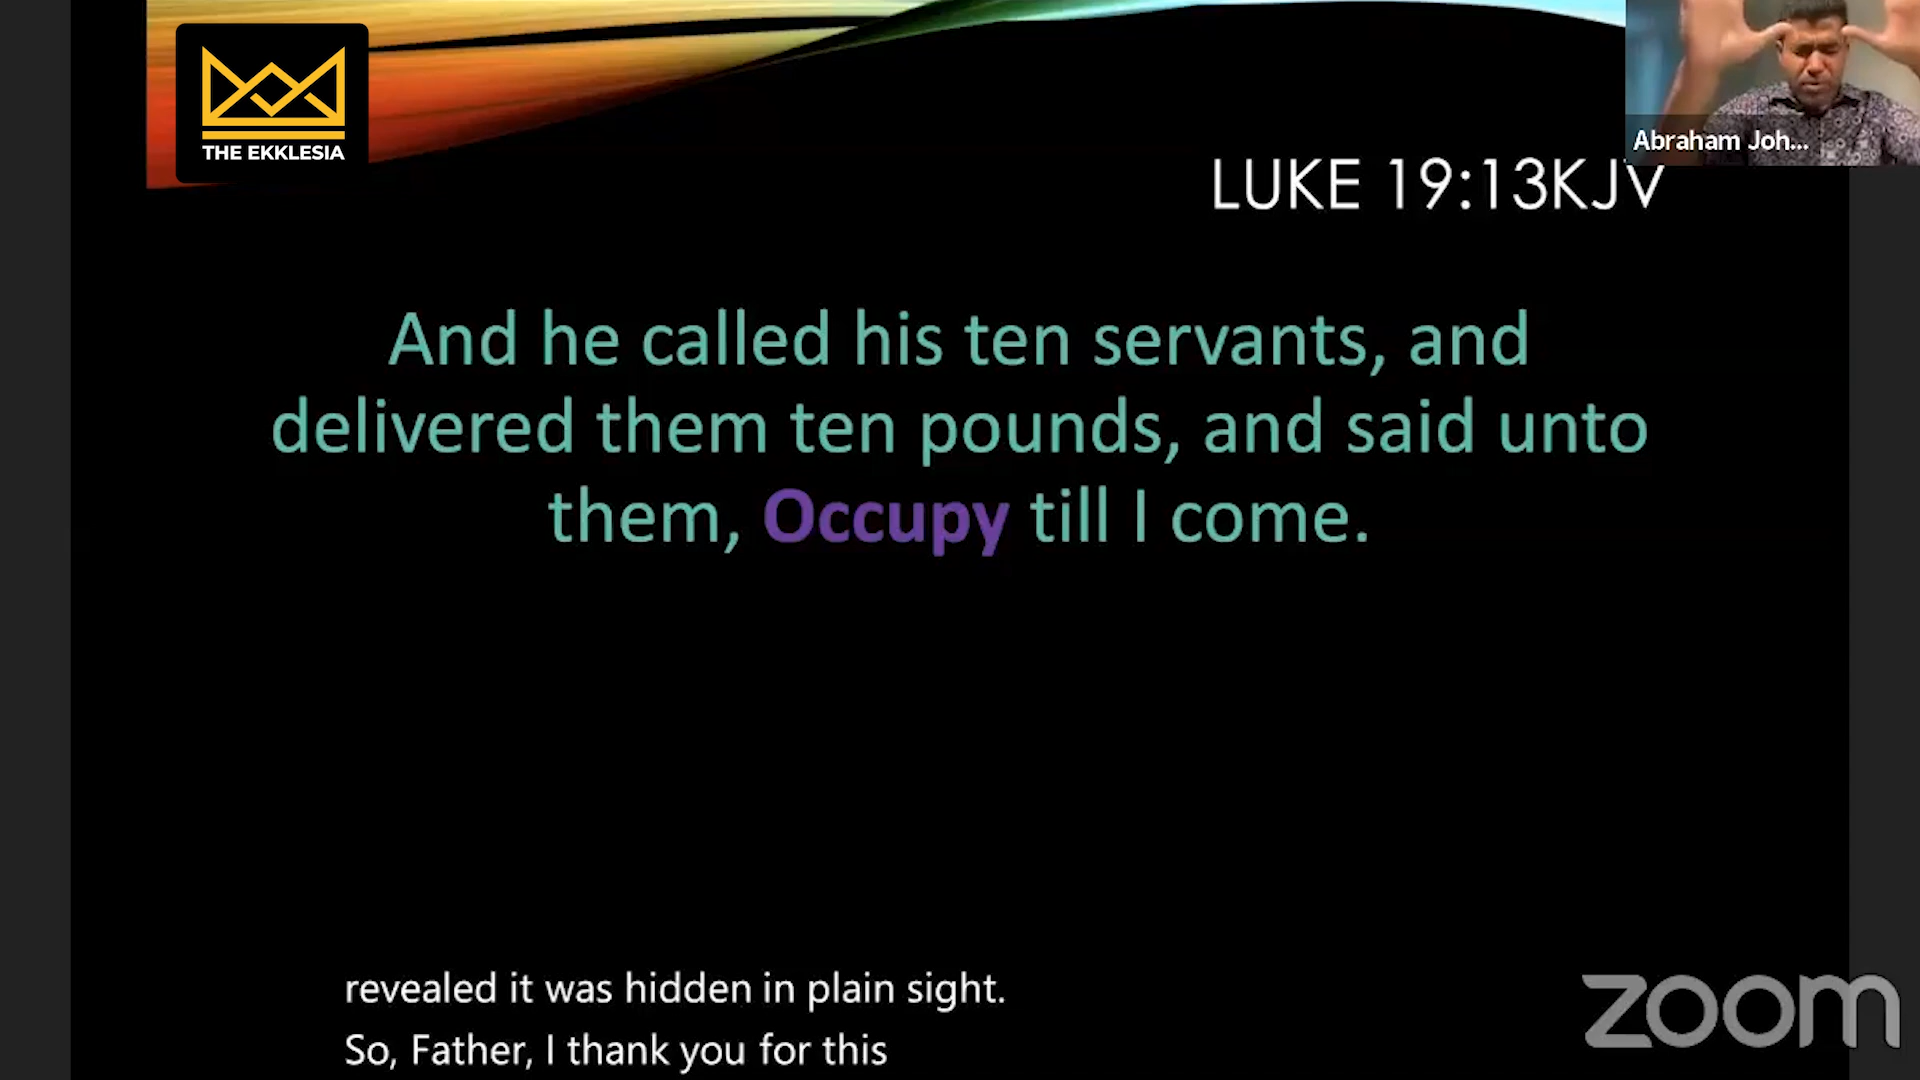 THE EKKLESIA
Abraham Joh...
LUKE 19:13KJV
And he called his ten servants, and
delivered them ten pounds, and said unto
them, Occupy till I come.
revealed it was hidden in plain sight.
So, Father, I thank you for this
zoom